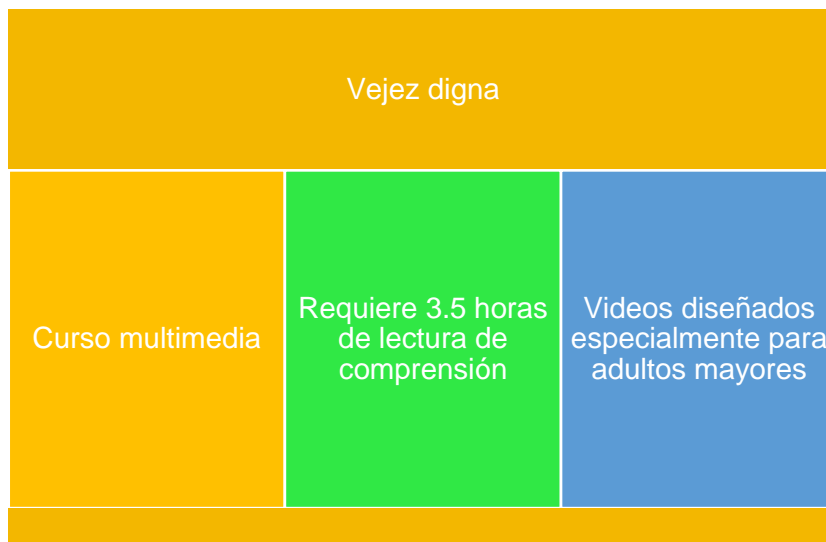 Vejez digna
Curso multimedia
Requiere 3.5 horas
de lectura de
comprensión
Videos diseñados
especialmente para
adultos mayores